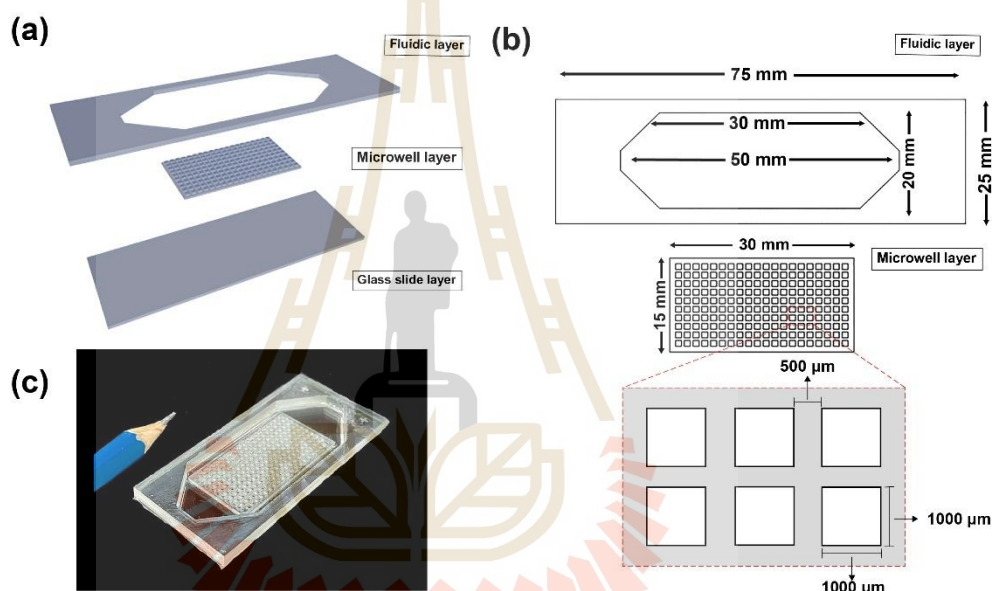 (a)
Fluidic layer
Microwell layer
Glass slide layer
(b)
Fluidic layer
75 mm
30 mm
50 mm
20 mm
25 mm
30 mm
Microwell layer
15 mm
500 µm
1000 µm
1000 µm
(c)